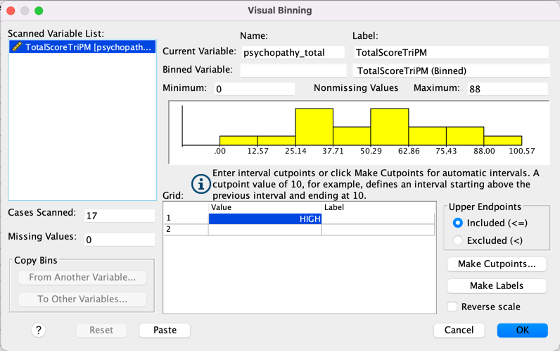 Visual Binning
Scanned Variable List:
TotalScoreTriPM [psychopath...
Name:
Label:
Current Variable:
psychopathy_total
TotalScoreTriPM
Binned Variable:
TotalScoreTriPM (Binned)
Minimum:
0
Nonmissing Values
Maximum:
88
.00 12.57 25.14 37.71 50.29 62.86 75.43 88.00 100.57
Enter interval cutpoints or click Make Cutpoints for automatic intervals. A
cutpoint value of 10, for example, defines an interval starting above the
previous interval and ending at 10.
Grid:
Value
Label
1
HIGH
2
Cases Scanned:
17
Missing Values:
0
Copy Bins
From Another Variable...
To Other Variables...
Upper Endpoints
Included (<=)
Excluded (<)
Make Cutpoints...
Make Labels
Reverse scale
?
Reset
Paste
Cancel
OK